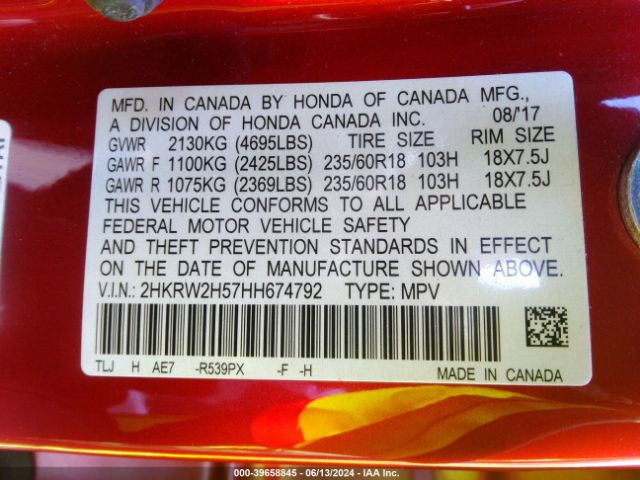 MFD. IN CANADA BY HONDA OF CANADA MFG.,
A DIVISION OF HONDA CANADA INC. 08/17
GVWR 2130KG (4695LBS) TIRE SIZE RIM SIZE
GAWR F 1100KG (2425LBS) 235/60R18 103H 18X7.5J
GAWR R 1075KG (2369LBS) 235/60R18 103H 18X7.5J
THIS VEHICLE CONFORMS TO ALL APPLICABLE
FEDERAL MOTOR VEHICLE SAFETY
AND THEFT PREVENTION STANDARDS IN EFFECT
ON THE DATE OF MANUFACTURE SHOWN ABOVE.
V.I.N.: 2HKRW2H57HH674792 TYPE: MPV
TLJ H AE7 -R539PX -F -H
MADE IN CANADA
000-39658845 - 06/13/2024 - IAA Inc.